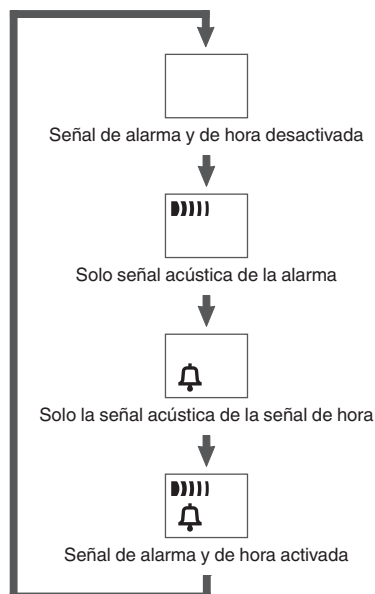 Señal de alarma y de hora desactivada
Solo señal acústica de la alarma
Solo la señal acústica de la señal de hora
Señal de alarma y de hora activada